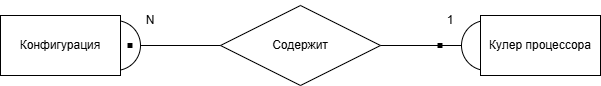 N
1
Конфигурация
Содержит
Кулер процессора